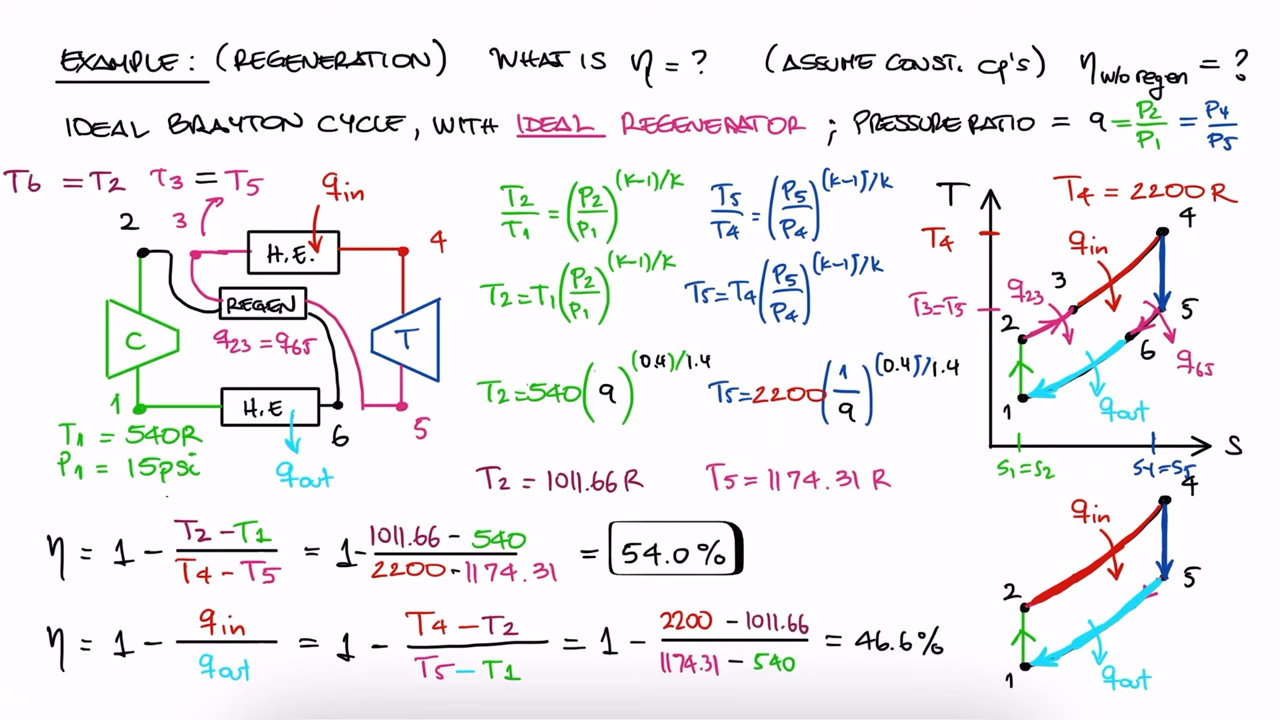 EXAMPLE: (REGENERATION) WHAT IS η = ? (ASSUME CONST. cp's) η w/o regen = ?
IDEAL BRAYTON CYCLE, WITH IDEAL REGENERATOR ; PRESSURE RATIO = 9 = P2/P1 = P4/P5
T6 = T2 T3 = T5
qin
2
3
H.E.
4
REGEN
C
q23 = q65
T
1
H.E
6
5
T1 = 540R
P1 = 15psi
qout
T2/T1 = (P2/P1)^(k-1)/k
T5/T4 = (P5/P4)^(k-1)/k
T2 = T1(P2/P1)^(k-1)/k
T5 = T4(P5/P4)^(k-1)/k
T2 = 540(9)^(0.4)/1.4
T5 = 2200(1/9)^(0.4)/1.4
T2 = 1011.66 R
T5 = 1174.31 R
T
T4 = 2200R
4
T4
qin
3
q23
T3=T5
5
2
6
q65
1
qout
S1=S2
S4=S5
S
η = 1 - (T2 - T1)/(T4 - T5) = 1 - (1011.66 - 540)/(2200 - 1174.31) = 54.0%
η = 1 - qin/qout = 1 - (T4 - T2)/(T5 - T1) = 1 - (2200 - 1011.66)/(1174.31 - 540) = 46.6%
4
qin
5
2
1
qout